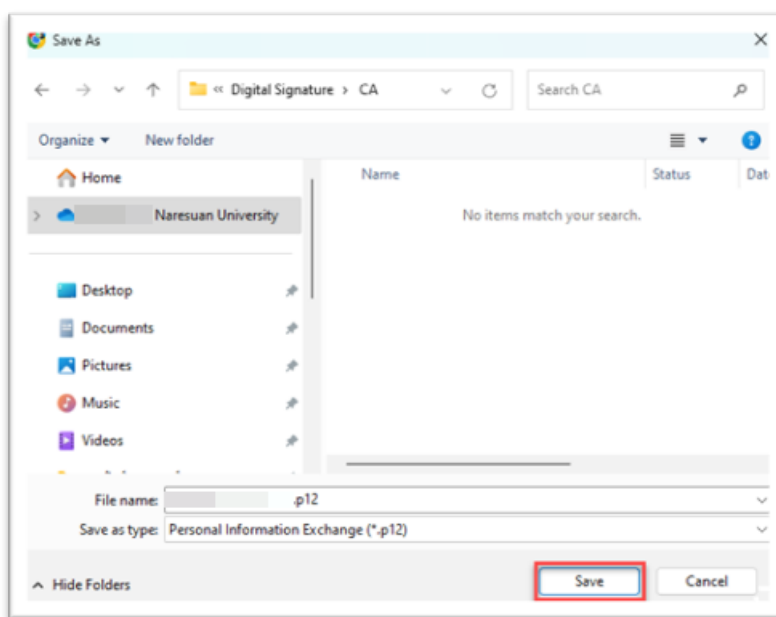 Save As
« Digital Signature › CA
Search CA
Organize
New folder
Home
Name
Status
Dat
Naresuan University
No items match your search.
Desktop
Documents
Pictures
Music
Videos
File name: .p12
Save as type: Personal Information Exchange (*.p12)
Hide Folders
Save
Cancel